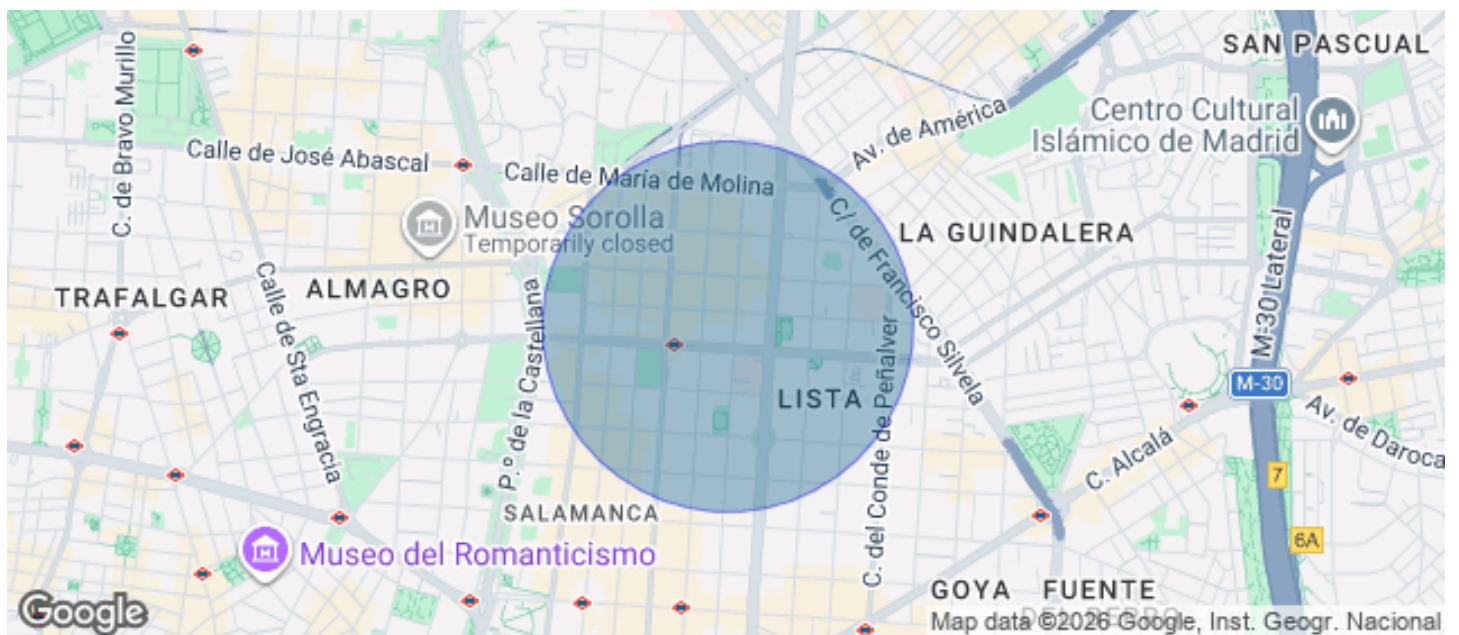 SAN PASCUAL
C. de Bravo Murillo
Centro Cultural
Islámico de Madrid
Av. de América
Calle de José Abascal
Calle de María de Molina
Museo Sorolla
Temporarily closed
C/ de Francisco Silvela
LA GUINDALERA
M-30 Lateral
TRAFALGAR
ALMAGRO
Calle de Sta Engracia
P.º de la Castellana
C. del Conde de Peñalver
LISTA
M-30
Av. de Daroca
C. Alcalá
7
SALAMANCA
6A
Museo del Romanticismo
GOYA
FUENTE
Google
Map data ©2026 Google, Inst. Geogr. Nacional